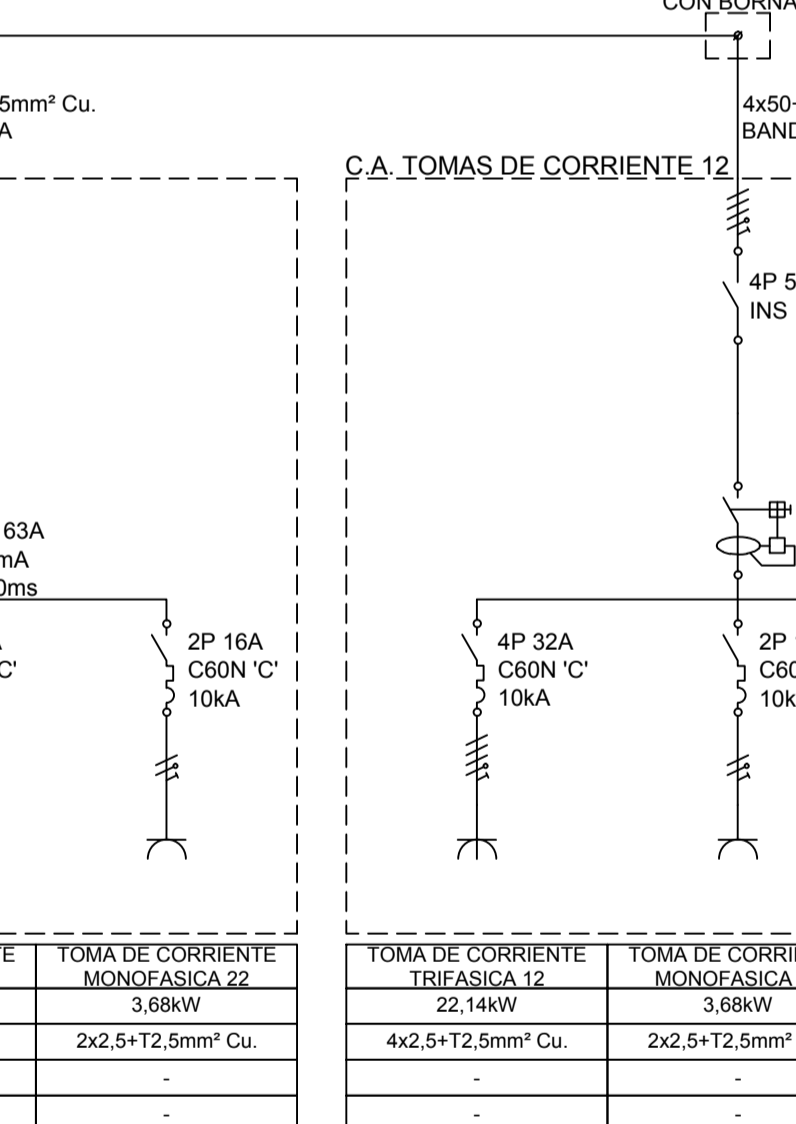 CON BORNA
5mm² Cu.
A
4x50
BAND
C.A. TOMAS DE CORRIENTE 12
4P 5
INS
63A
mA
0ms
C'
2P 16A
C60N 'C'
10kA
4P 32A
C60N 'C'
10kA
2P
C60
10k
TE
TOMA DE CORRIENTE
MONOFASICA 22
3,68kW
2x2,5+T2,5mm² Cu.
-
-
TOMA DE CORRIENTE
TRIFASICA 12
22,14kW
4x2,5+T2,5mm² Cu.
-
-
TOMA DE CORRI
MONOFASICA
3,68kW
2x2,5+T2,5mm²
-
-